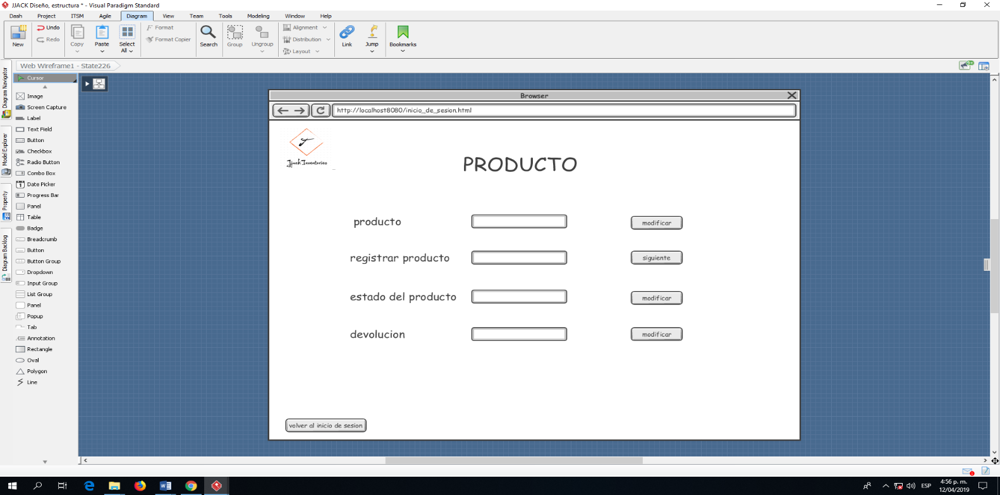 JJACK Diseño, estructura * - Visual Paradigm Standard
Dash Project ITSM Agile Diagram View Team Tools Modeling Window Help
New
Undo
Redo
Copy
Paste
Select All
Format
Format Copier
Search
Group
Ungroup
Alignment
Distribution
Layout
Link
Jump
Bookmarks
Web Wireframe1 - State226
9+
Diagram Navigator
Model Explorer
Property
Diagram Backlog
Cursor
Image
Screen Capture
Label
Text Field
Button
Checkbox
Radio Button
Combo Box
Date Picker
Progress Bar
Panel
Table
Badge
Breadcrumb
Button
Button Group
Dropdown
Input Group
List Group
Panel
Popup
Tab
Annotation
Rectangle
Oval
Polygon
Line
Browser
http://localhost8080/inicio_de_sesion.html
Jjack Inventories
PRODUCTO
producto modificar
registrar producto siguiente
estado del producto modificar
devolucion modificar
volver al inicio de sesion
ESP
4:56 p. m.
12/04/2019